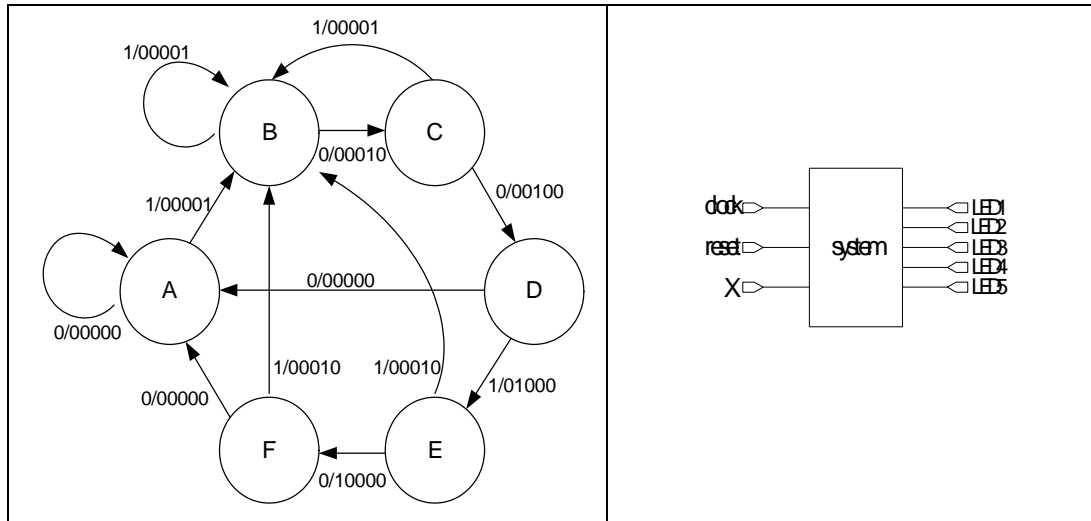 1/00001
1/00001
B
C
0/00010
0/00100
1/00001
A
0/00000
D
0/00000
1/00010
1/00010
1/01000
0/00000
F
E
0/10000
clock
reset
X
system
LED1
LED2
LED3
LED4
LED5